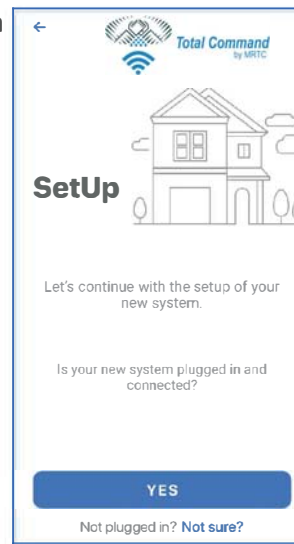 Total Command
by MRTC
SetUp
Let's continue with the setup of your
new system.
Is your new system plugged in and
connected?
YES
Not plugged in? Not sure?